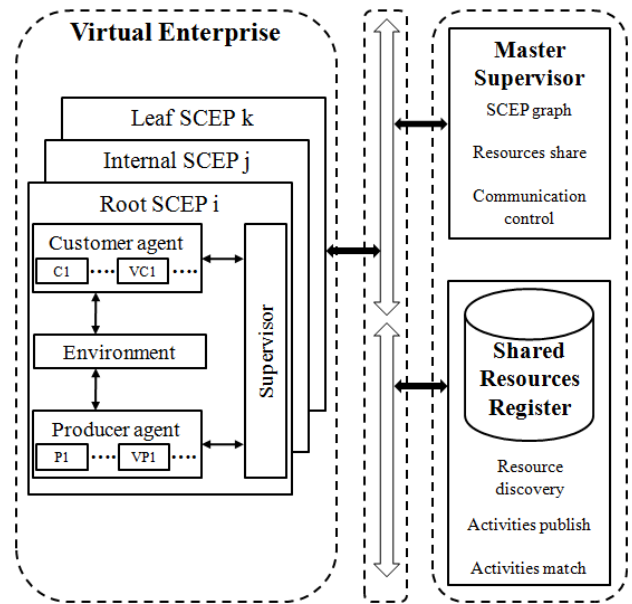 Virtual Enterprise
Leaf SCEP k
Internal SCEP j
Root SCEP i
Customer agent
C1 .... VC1 ....
Environment
Producer agent
P1 .... VP1 ....
Supervisor
Master
Supervisor
SCEP graph
Resources share
Communication
control
Shared
Resources
Register
Resource
discovery
Activities publish
Activities match